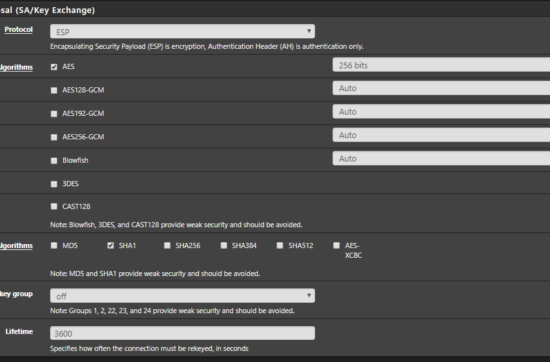 osal (SA/Key Exchange)
Protocol
ESP
Encapsulating Security Payload (ESP) is encryption, Authentication Header (AH) is authentication only.
lgorithms
AES
256 bits
AES128-GCM
Auto
AES192-GCM
Auto
AES256-GCM
Auto
Blowfish
Auto
3DES
CAST128
Note: Blowfish, 3DES, and CAST128 provide weak security and should be avoided.
lgorithms
MD5
SHA1
SHA256
SHA384
SHA512
AES-
XCBC
Note: MD5 and SHA1 provide weak security and should be avoided.
key group
off
Note: Groups 1, 2, 22, 23, and 24 provide weak security and should be avoided.
Lifetime
3600
Specifies how often the connection must be rekeyed, in seconds